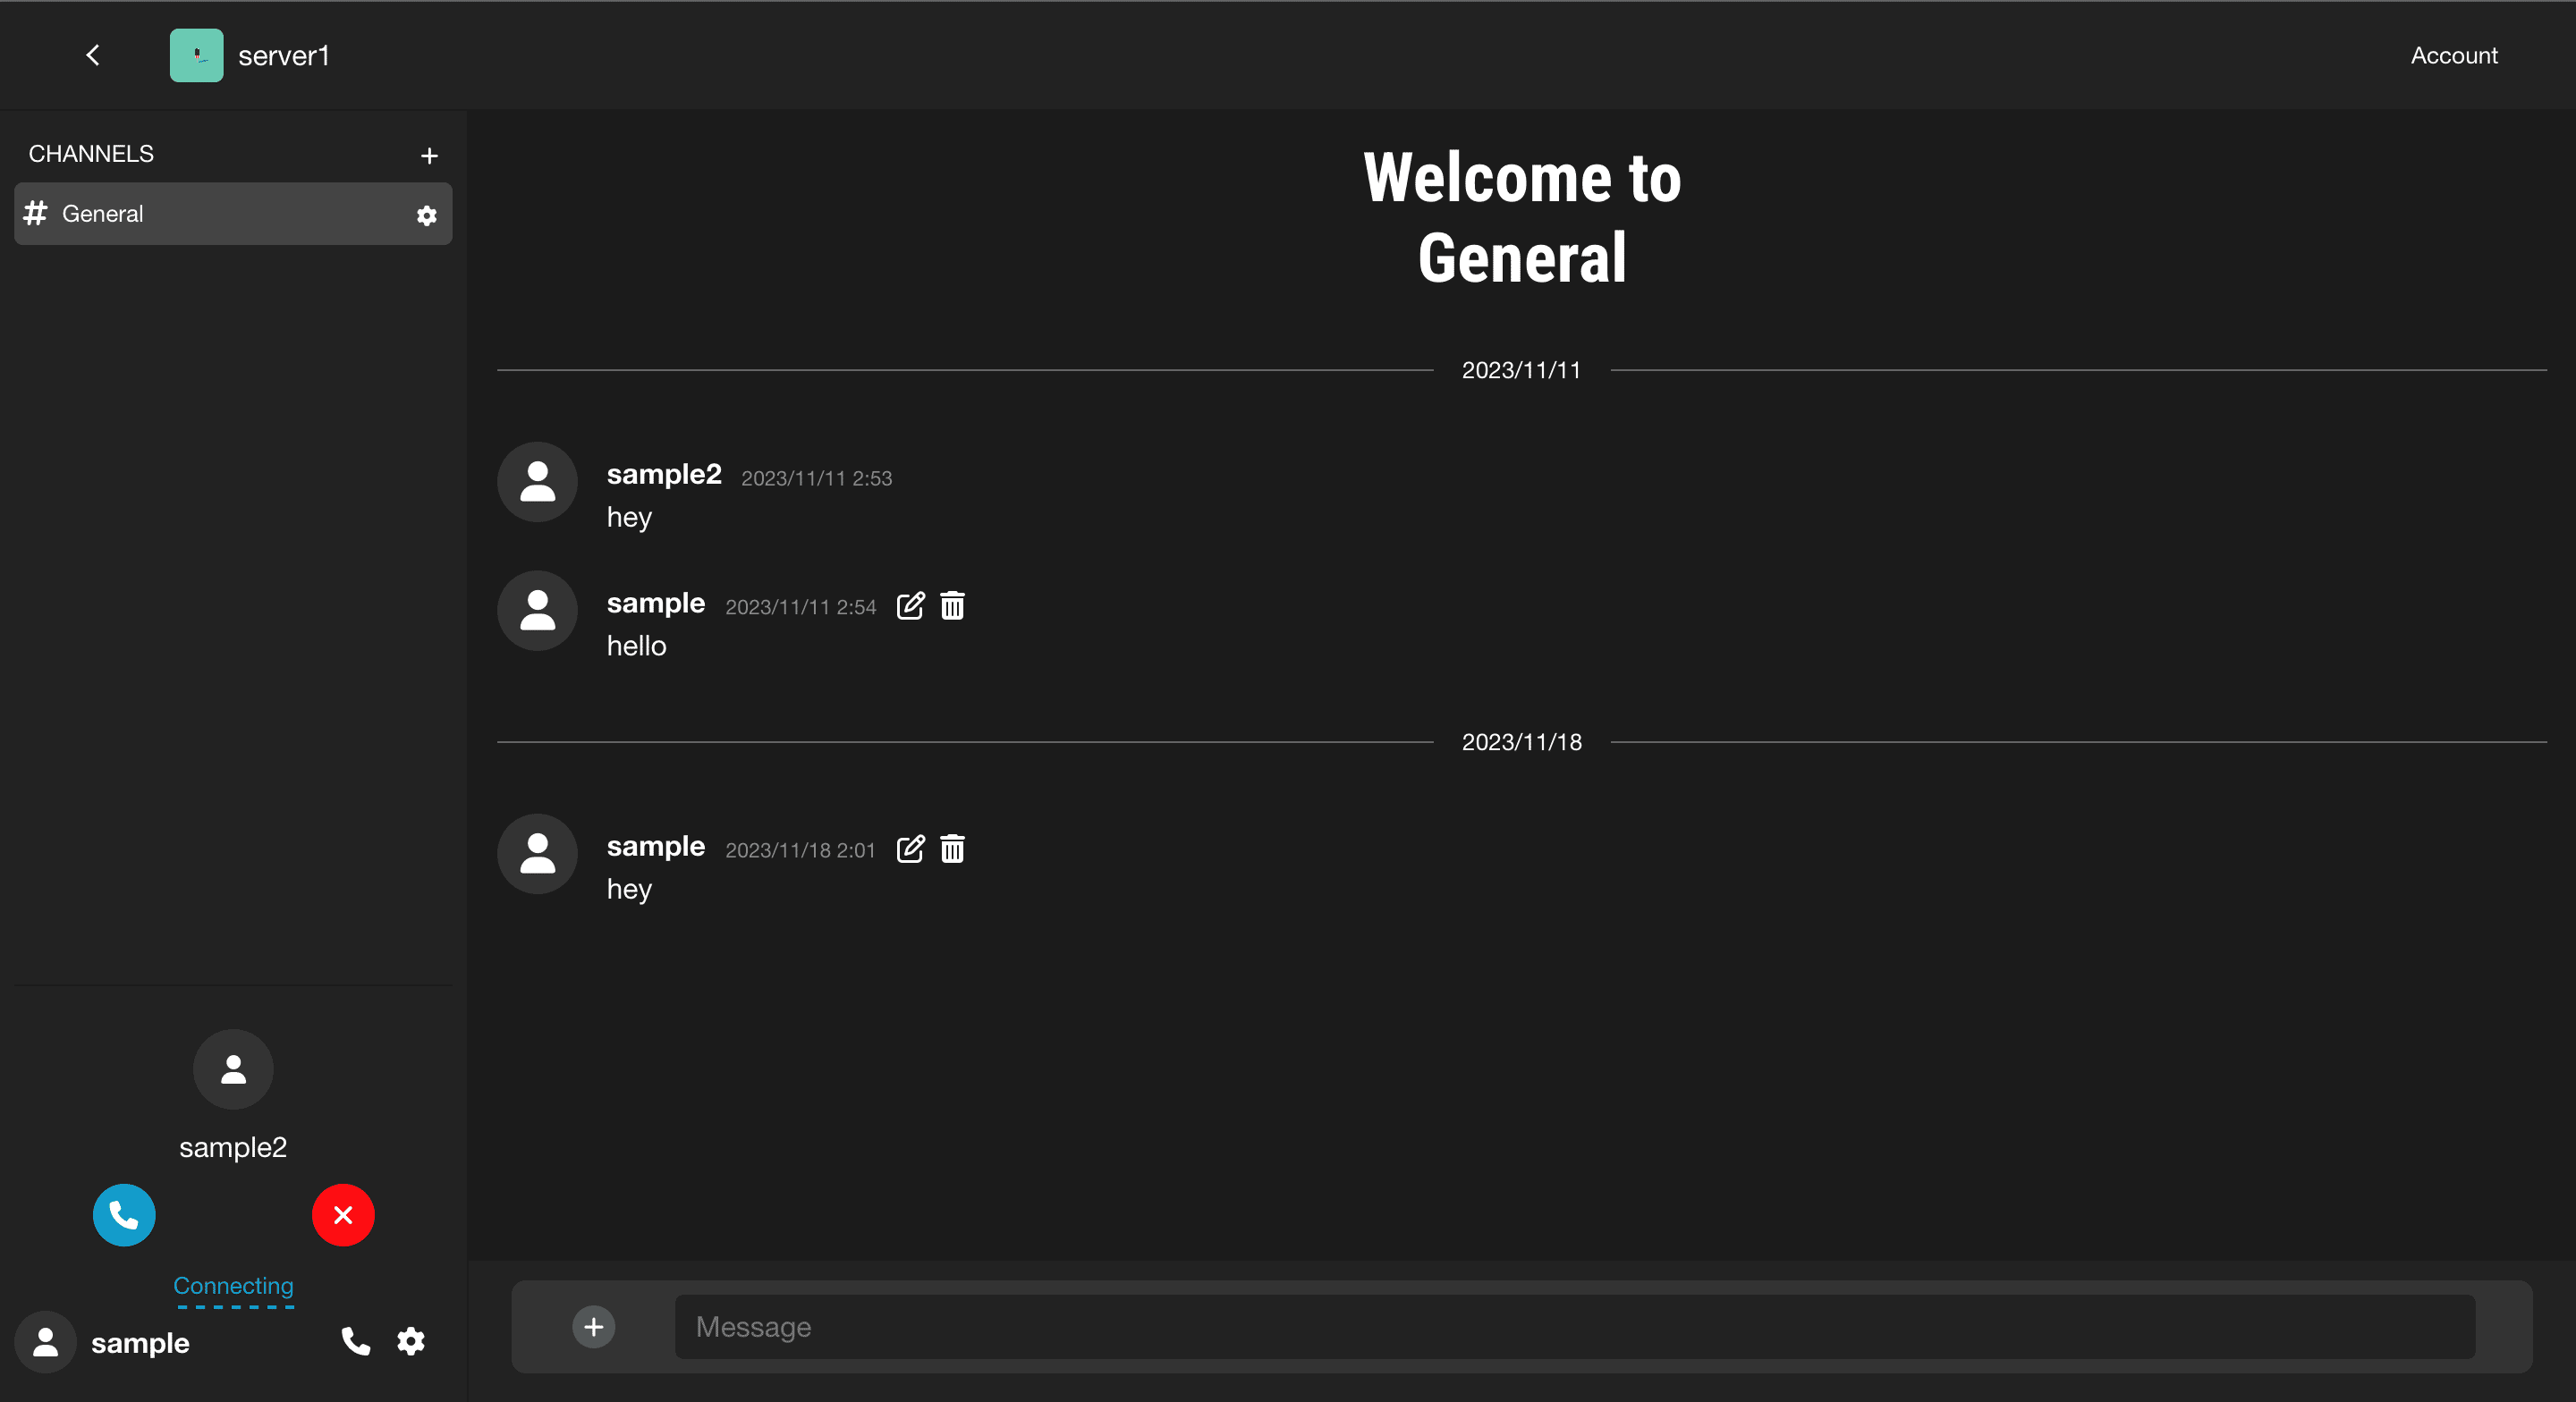 server1
Account
CHANNELS
# General
Welcome to
General
2023/11/11
sample2 2023/11/11 2:53
hey
sample 2023/11/11 2:54
hello
2023/11/18
sample 2023/11/18 2:01
hey
sample2
Connecting
sample
Message